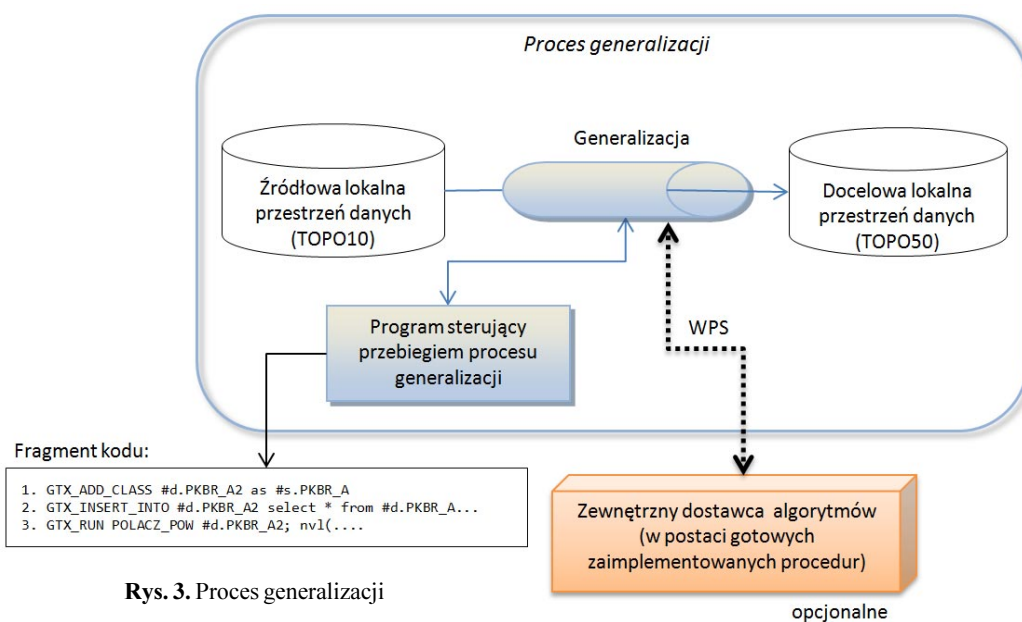 Proces generalizacji
Generalizacja
Źródłowa lokalna
przestrzeń danych
(TOPO10)
Docelowa lokalna
przestrzeń danych
(TOPO50)
Program sterujący
przebiegiem procesu
generalizacji
WPS
Fragment kodu:
1. GTX_ADD_CLASS #d.PKBR_A2 as #s.PKBR_A
2. GTX_INSERT_INTO #d.PKBR_A2 select * from #d.PKBR_A...
3. GTX_RUN POLACZ_POW #d.PKBR_A2; nvl(....
Zewnętrzny dostawca algorytmów
(w postaci gotowych
zaimplementowanych procedur)
opcjonalne
Rys. 3. Proces generalizacji